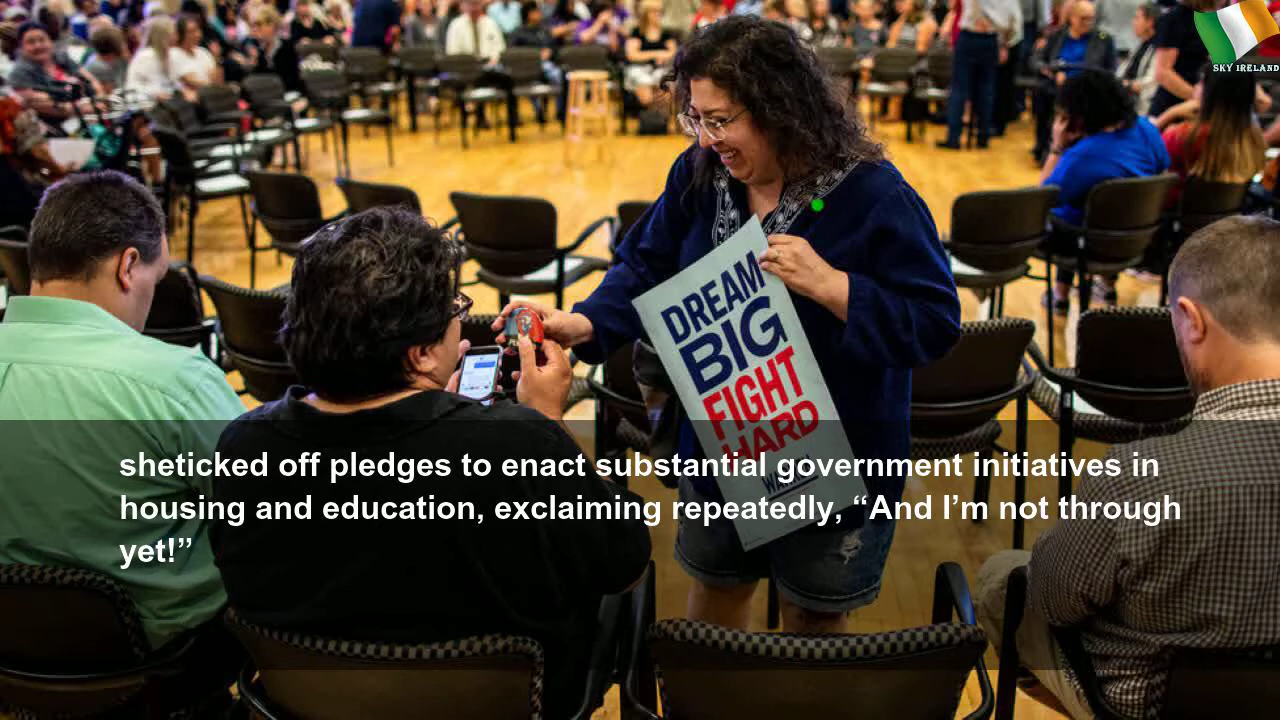 SKY IRELAND
DREAM
BIG
FIGHT
HARD
sheticked off pledges to enact substantial government initiatives in
housing and education, exclaiming repeatedly, “And I’m not through
yet!”